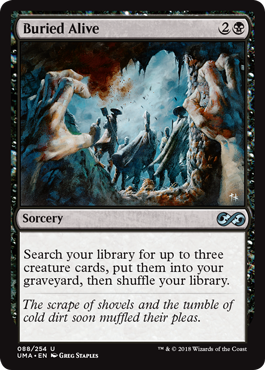 Buried Alive 2
Sorcery
Search your library for up to three
creature cards, put them into your
graveyard, then shuffle your library.
The scrape of shovels and the tumble of
cold dirt soon muffled their pleas.
088/254 U
UMA • EN GREG STAPLES
™ & © 2018 Wizards of the Coast